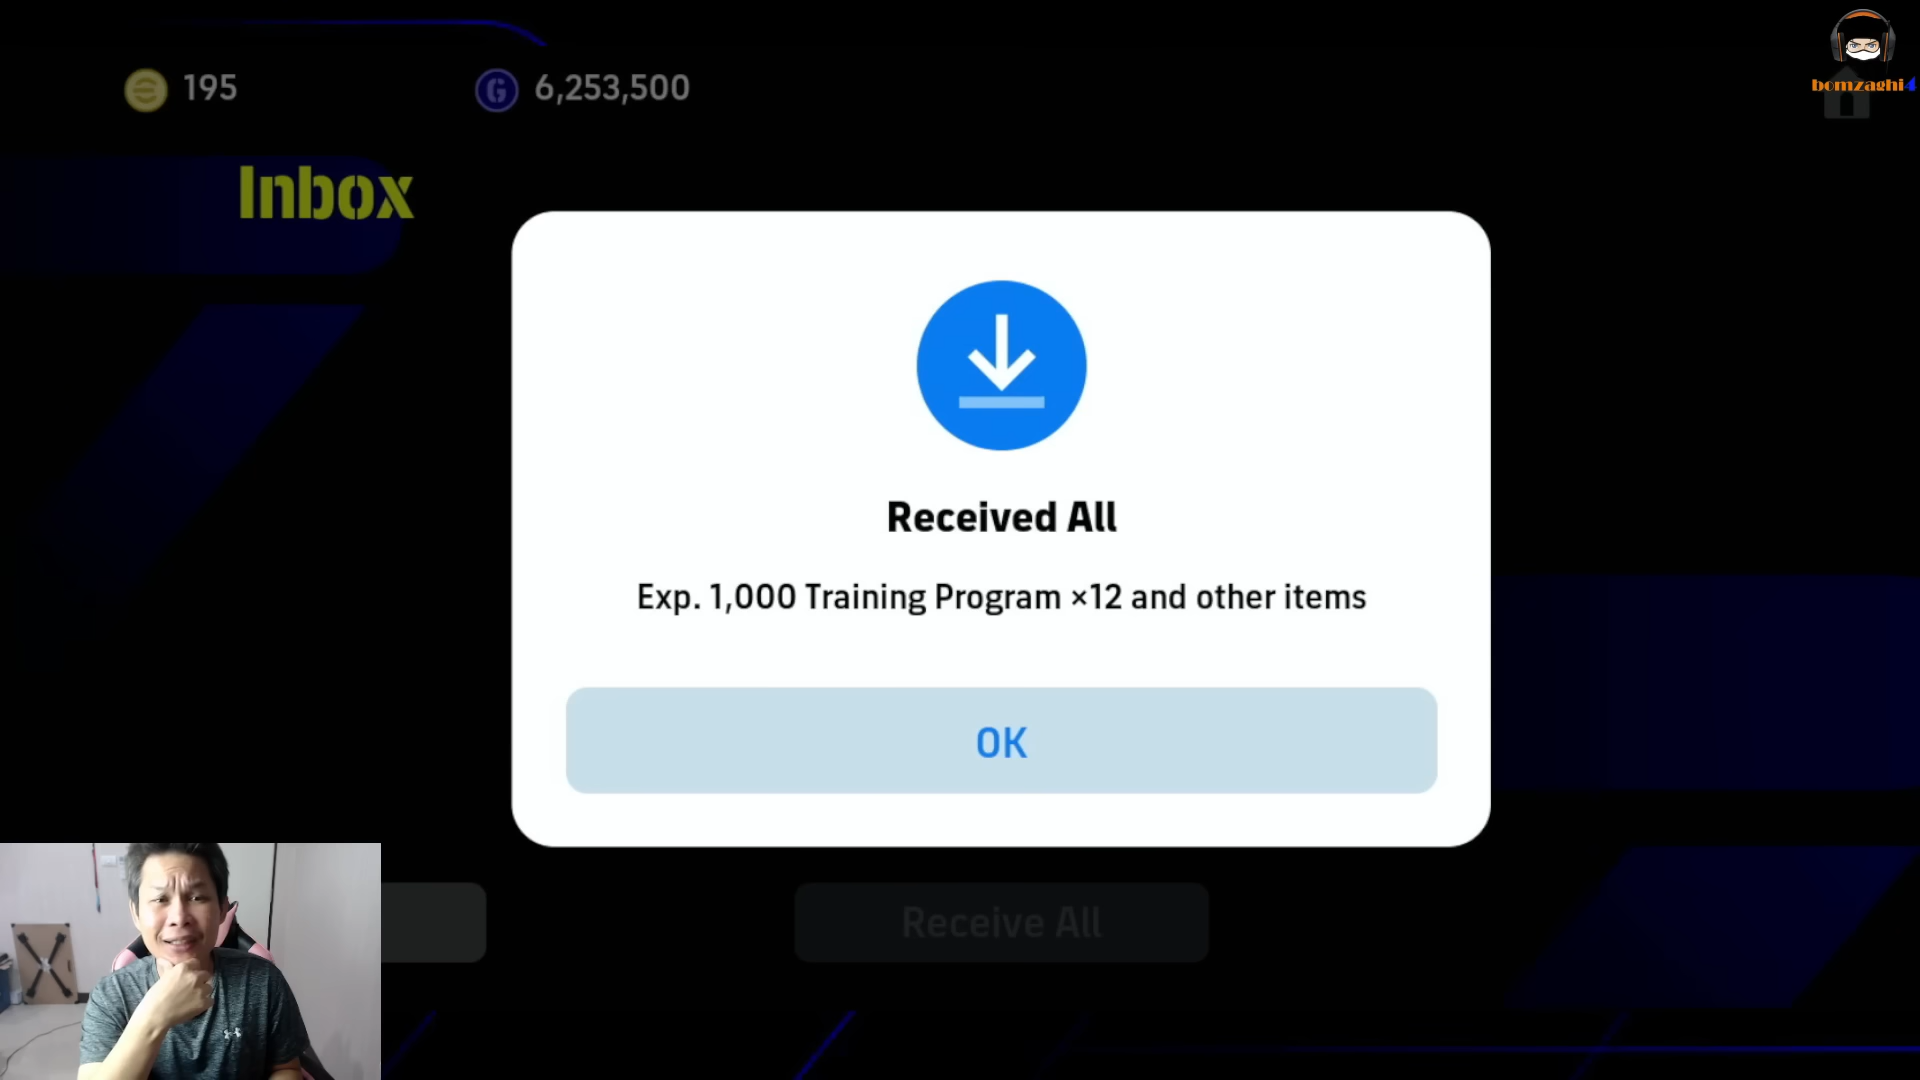 195
6,253,500
bomzaghi4
Inbox
Received All
Exp. 1,000 Training Program ×12 and other items
OK
Receive All